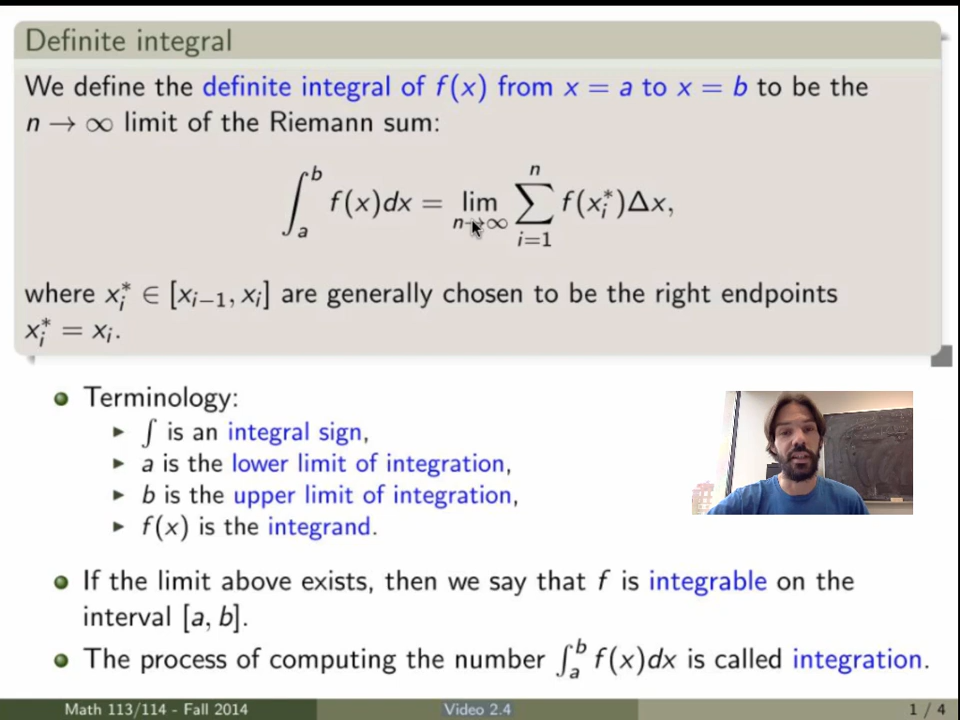 Definite integral
We define the definite integral of f(x) from x = a to x = b to be the
n → ∞ limit of the Riemann sum:
∫_a^b f(x)dx = lim_{n→∞} ∑_{i=1}^n f(x_i^*)Δx,
where x_i^* ∈ [x_{i−1}, x_i] are generally chosen to be the right endpoints
x_i^* = x_i.
Terminology:
∫ is an integral sign,
a is the lower limit of integration,
b is the upper limit of integration,
f(x) is the integrand.
If the limit above exists, then we say that f is integrable on the
interval [a, b].
The process of computing the number ∫_a^b f(x)dx is called integration.
Math 113/114 - Fall 2014 Video 2.4 1 / 4